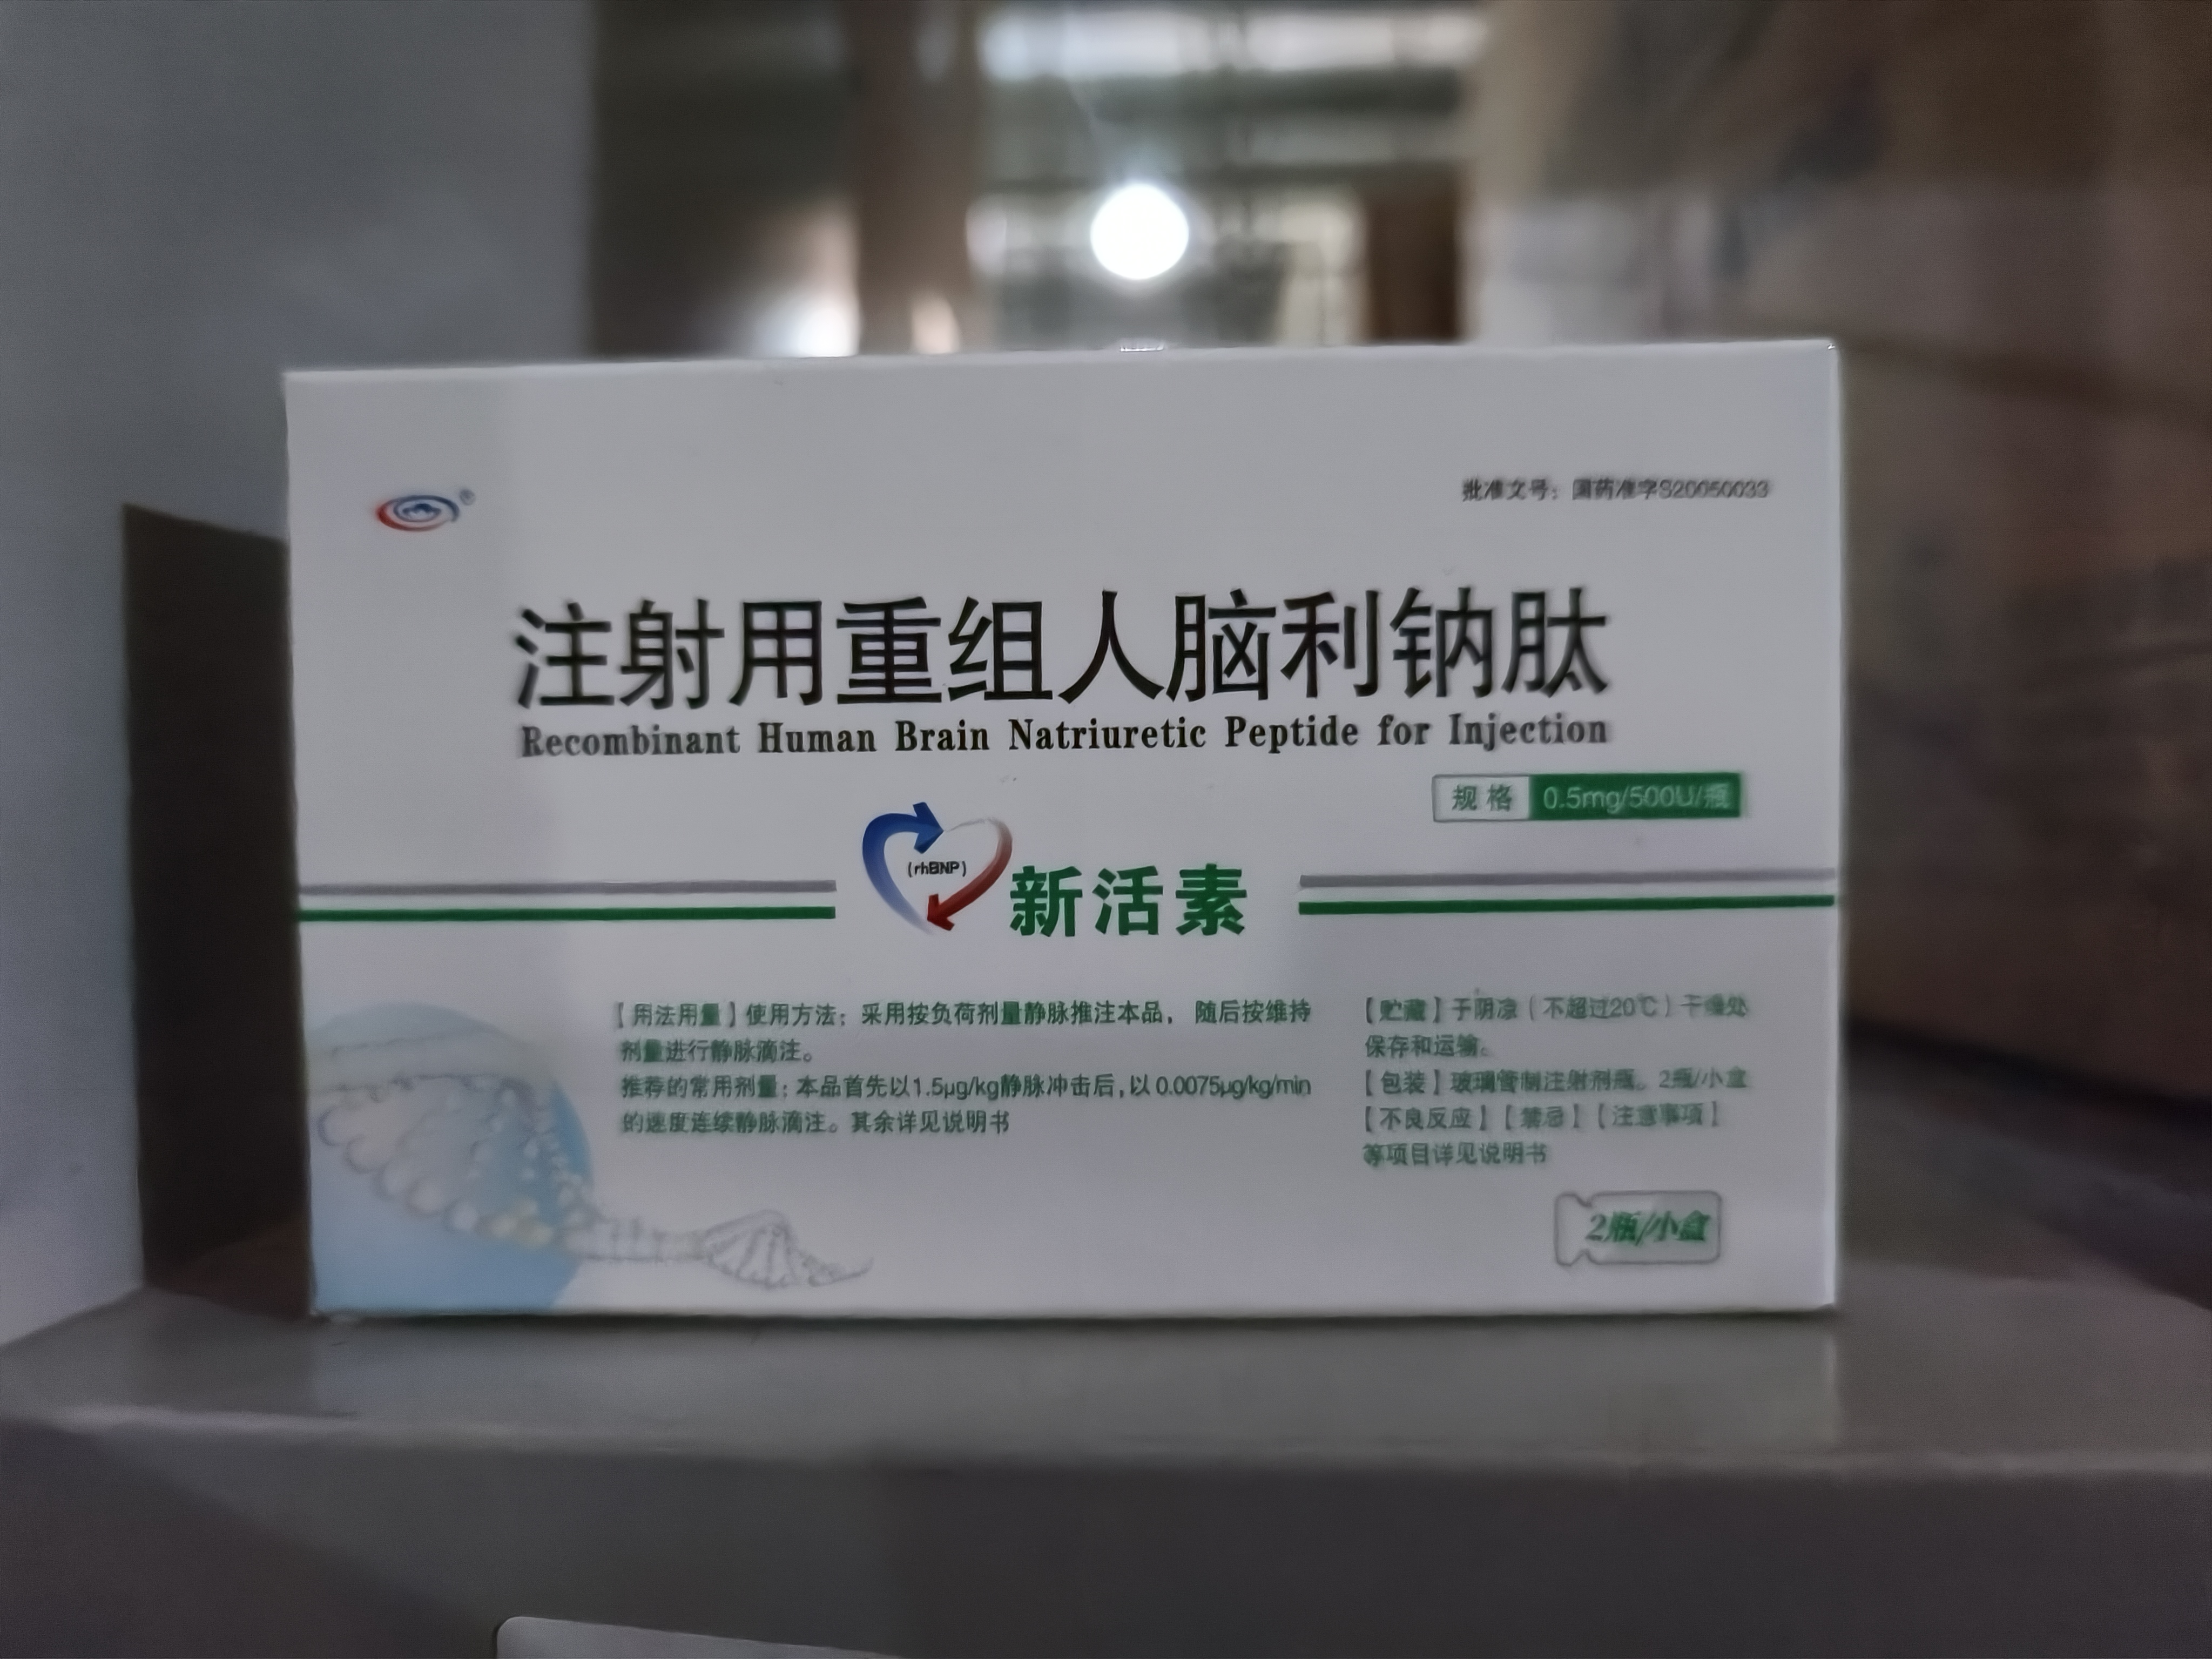 ®
批准文号：国药准字S20050033
注射用重组人脑利钠肽
Recombinant Human Brain Natriuretic Peptide for Injection
规格 0.5mg/500U/瓶
(rhBNP)
新活素
【用法用量】使用方法：采用按负荷剂量静脉推注本品， 随后按维持
剂量进行静脉滴注。
推荐的常用剂量：本品首先以1.5μg/kg静脉冲击后，以0.0075μg/kg/min
的速度连续静脉滴注。其余详见说明书
【贮藏】于阴凉（不超过20℃）干燥处
保存和运输。
【包装】玻璃管制注射剂瓶。2瓶/小盒
【不良反应】【禁忌】【注意事项】
等项目详见说明书
2瓶/小盒